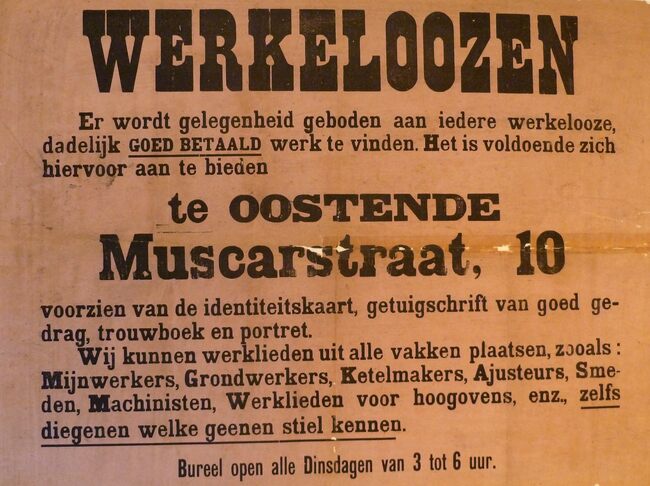 WERKELOOZEN
Er wordt gelegenheid geboden aan iedere werkelooze,
dadelijk GOED BETAALD werk te vinden. Het is voldoende zich
hiervoor aan te bieden
te OOSTENDE
Muscarstraat, 10
voorzien van de identiteitskaart, getuigschrift van goed ge-
drag, trouwboek en portret.
Wij kunnen werklieden uit alle vakken plaatsen, zooals :
Mijnwerkers, Grondwerkers, Ketelmakers, Ajusteurs, Sme-
den, Machinisten, Werklieden voor hoogovens, enz., zelfs
diegenen welke geenen stiel kennen.
Bureel open alle Dinsdagen van 3 tot 6 uur.